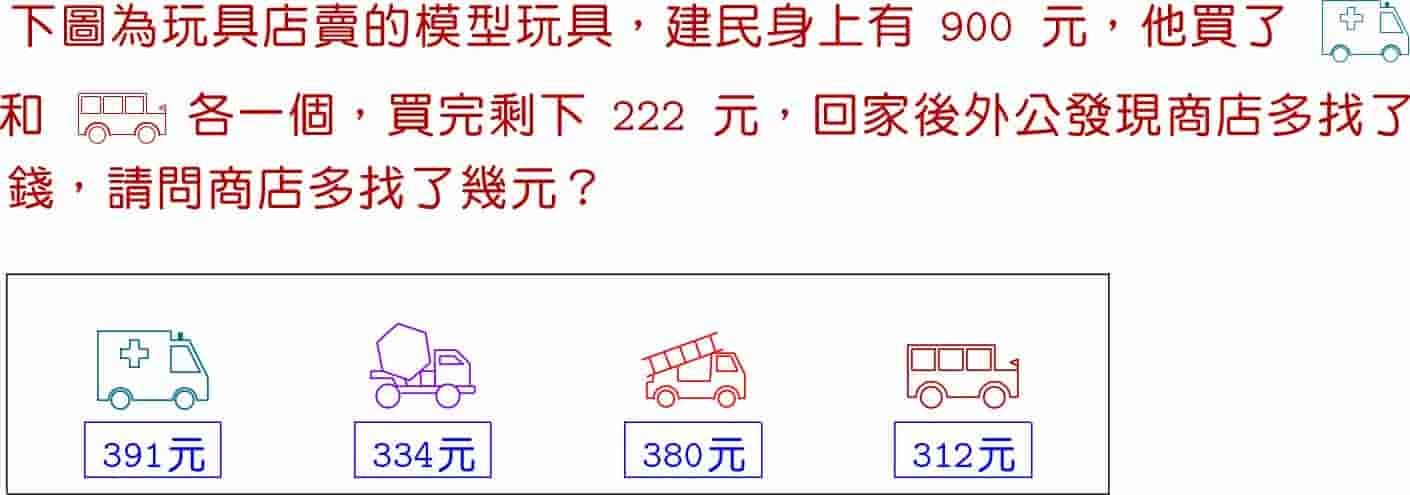 下圖為玩具店賣的模型玩具，建民身上有 900 元，他買了
和 各一個，買完剩下 222 元，回家後外公發現商店多找了
錢，請問商店多找了幾元？
391元 334元 380元 312元